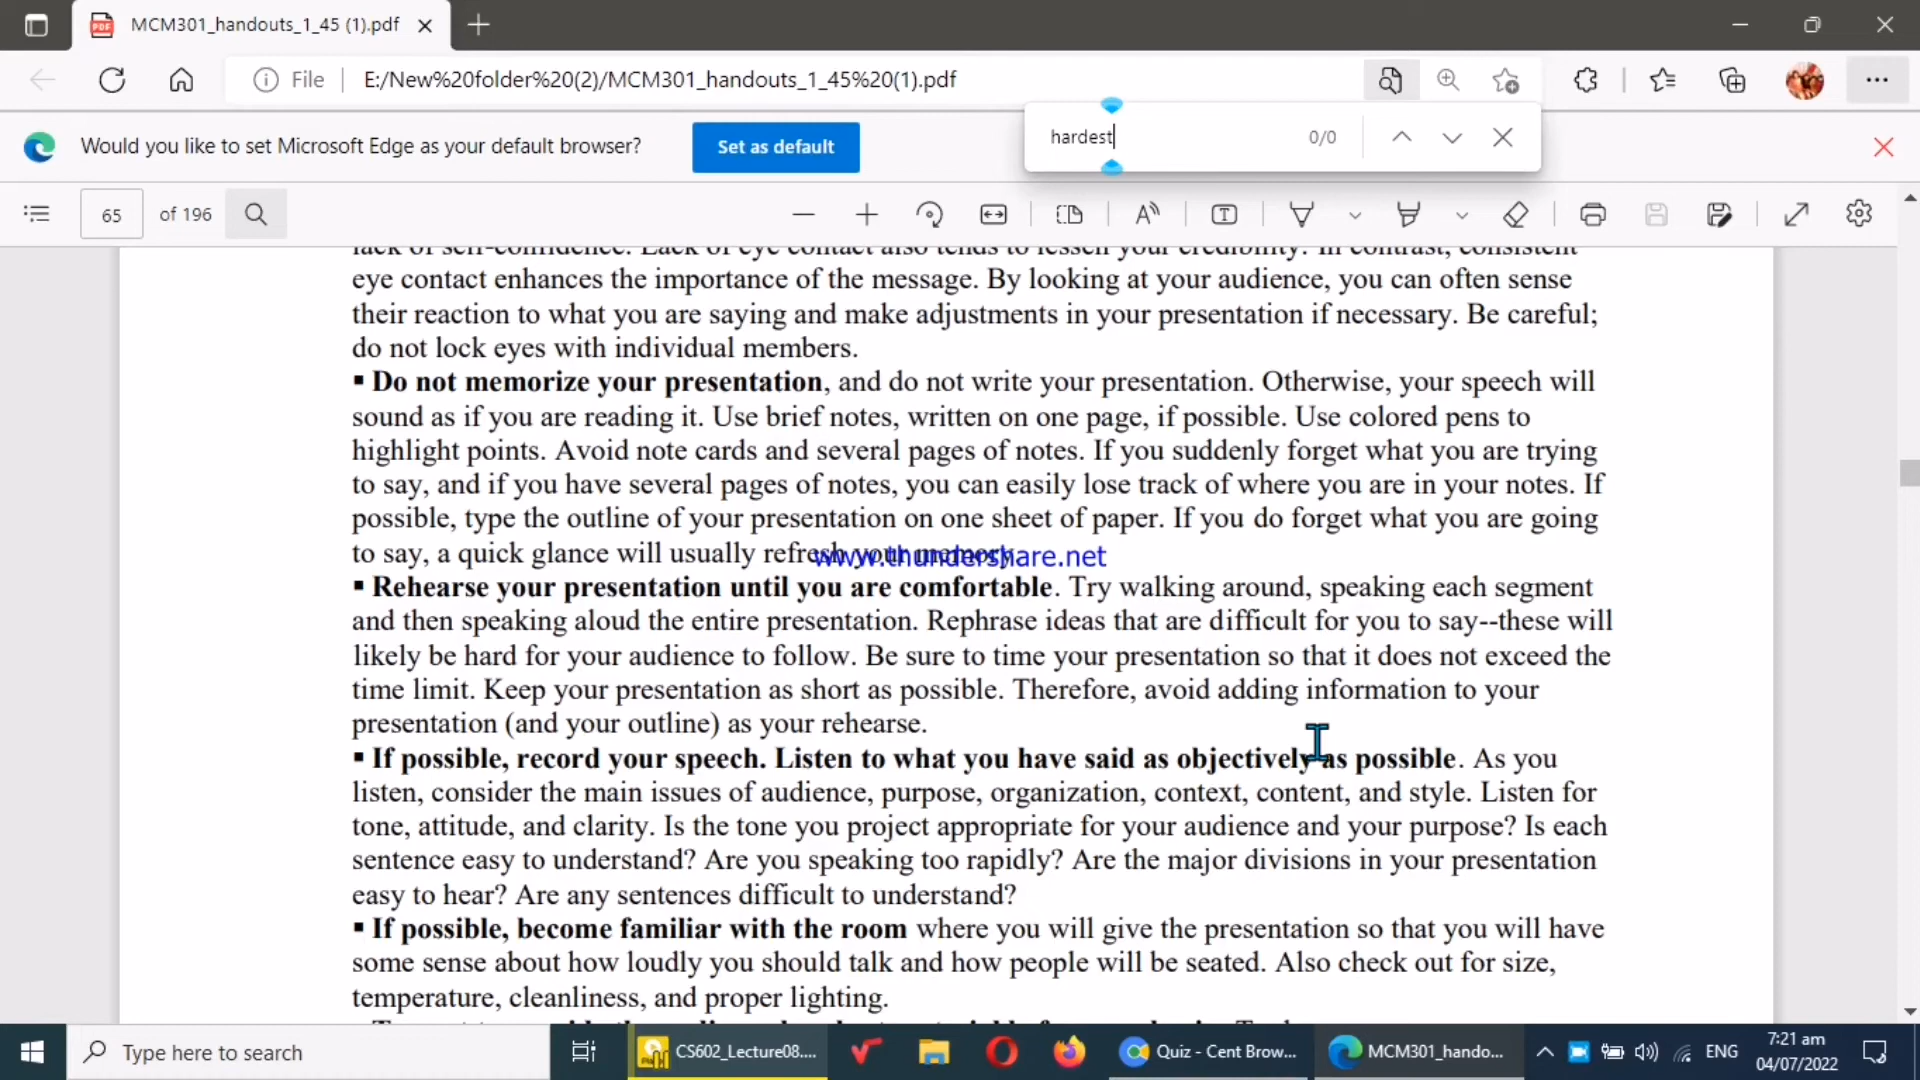 MCM301_handouts_1_45 (1).pdf
File
E:/New%20folder%20(2)/MCM301_handouts_1_45%20(1).pdf
hardest
0/0
Would you like to set Microsoft Edge as your default browser?
Set as default
65 of 196
lack of self-confidence. Lack of eye contact also tends to lessen your credibility. In contrast, consistent
eye contact enhances the importance of the message. By looking at your audience, you can often sense
their reaction to what you are saying and make adjustments in your presentation if necessary. Be careful;
do not lock eyes with individual members.
▪ Do not memorize your presentation, and do not write your presentation. Otherwise, your speech will
sound as if you are reading it. Use brief notes, written on one page, if possible. Use colored pens to
highlight points. Avoid note cards and several pages of notes. If you suddenly forget what you are trying
to say, and if you have several pages of notes, you can easily lose track of where you are in your notes. If
possible, type the outline of your presentation on one sheet of paper. If you do forget what you are going
to say, a quick glance will usually refresh your memory.
www.thundershare.net
▪ Rehearse your presentation until you are comfortable. Try walking around, speaking each segment
and then speaking aloud the entire presentation. Rephrase ideas that are difficult for you to say--these will
likely be hard for your audience to follow. Be sure to time your presentation so that it does not exceed the
time limit. Keep your presentation as short as possible. Therefore, avoid adding information to your
presentation (and your outline) as your rehearse.
▪ If possible, record your speech. Listen to what you have said as objectively as possible. As you
listen, consider the main issues of audience, purpose, organization, context, content, and style. Listen for
tone, attitude, and clarity. Is the tone you project appropriate for your audience and your purpose? Is each
sentence easy to understand? Are you speaking too rapidly? Are the major divisions in your presentation
easy to hear? Are any sentences difficult to understand?
▪ If possible, become familiar with the room where you will give the presentation so that you will have
some sense about how loudly you should talk and how people will be seated. Also check out for size,
temperature, cleanliness, and proper lighting.
Type here to search
CS602_Lecture08....
Quiz - Cent Brow...
MCM301_hando...
ENG
7:21 am
04/07/2022